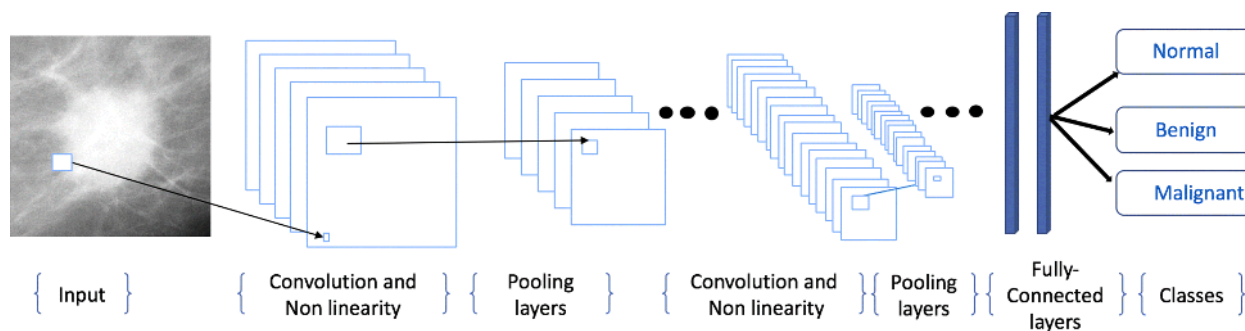 Normal
Benign
Malignant
Input
Convolution and
Non linearity
Pooling
layers
Convolution and
Non linearity
Pooling
layers
Fully-
Connected
layers
Classes